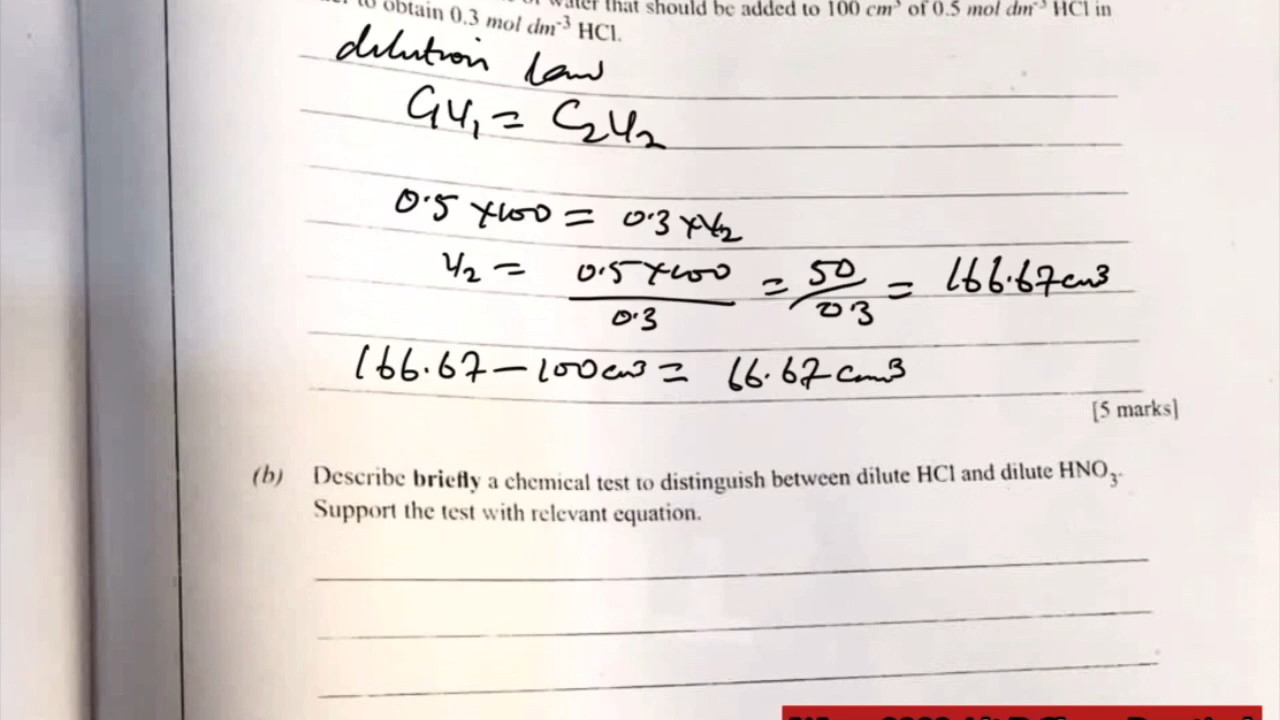 to obtain 0.3 mol dm⁻³ HCl.
water that should be added to 100 cm³ of 0.5 mol dm⁻³ HCl in
dilution law
C₁V₁ = C₂V₂
0.5 × 100 = 0.3 × V₂
V₂ = 0.5 × 100 / 0.3 = 50 / 0.3 = 166.67 cm³
166.67 – 100 cm³ = 66.67 cm³
[5 marks]
(b) Describe briefly a chemical test to distinguish between dilute HCl and dilute HNO₃.
Support the test with relevant equation.